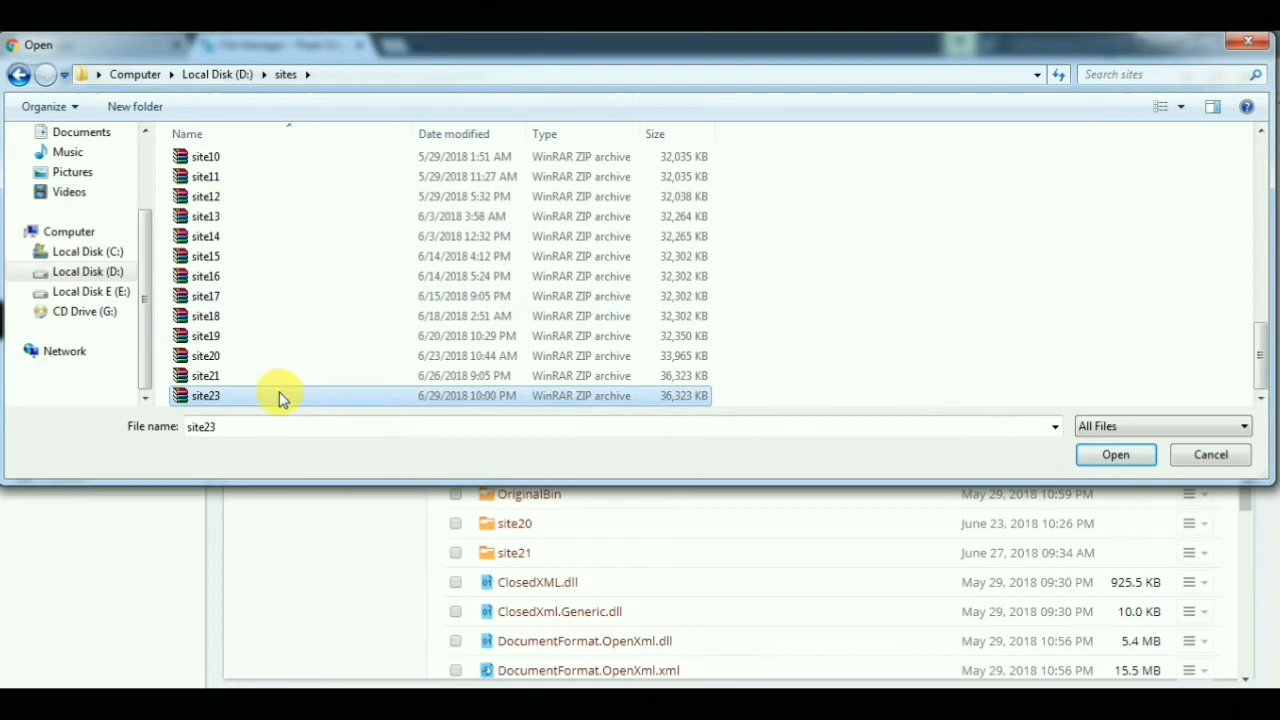 Open
Computer Local Disk (D:) sites Search sites
Organize New folder
Documents
Music
Pictures
Videos
Computer
Local Disk (C:)
Local Disk (D:)
Local Disk E (E:)
CD Drive (G:)
Network
Name Date modified Type Size
site10 5/29/2018 1:51 AM WinRAR ZIP archive 32,035 KB
site11 5/29/2018 11:27 AM WinRAR ZIP archive 32,035 KB
site12 5/29/2018 5:32 PM WinRAR ZIP archive 32,038 KB
site13 6/3/2018 3:58 AM WinRAR ZIP archive 32,264 KB
site14 6/3/2018 12:32 PM WinRAR ZIP archive 32,265 KB
site15 6/14/2018 4:12 PM WinRAR ZIP archive 32,302 KB
site16 6/14/2018 5:24 PM WinRAR ZIP archive 32,302 KB
site17 6/15/2018 9:05 PM WinRAR ZIP archive 32,302 KB
site18 6/18/2018 2:51 AM WinRAR ZIP archive 32,302 KB
site19 6/20/2018 10:29 PM WinRAR ZIP archive 32,350 KB
site20 6/23/2018 10:44 AM WinRAR ZIP archive 33,965 KB
site21 6/26/2018 9:05 PM WinRAR ZIP archive 36,323 KB
site23 6/29/2018 10:00 PM WinRAR ZIP archive 36,323 KB
File name: site23 All Files
Open Cancel
OriginalBin May 29, 2018 10:59 PM
site20 June 23, 2018 10:26 PM
site21 June 27, 2018 09:34 AM
ClosedXML.dll May 29, 2018 09:30 PM 925.5 KB
ClosedXml.Generic.dll May 29, 2018 09:30 PM 10.0 KB
DocumentFormat.OpenXml.dll May 29, 2018 10:56 PM 5.4 MB
DocumentFormat.OpenXml.xml May 29, 2018 10:56 PM 15.5 MB